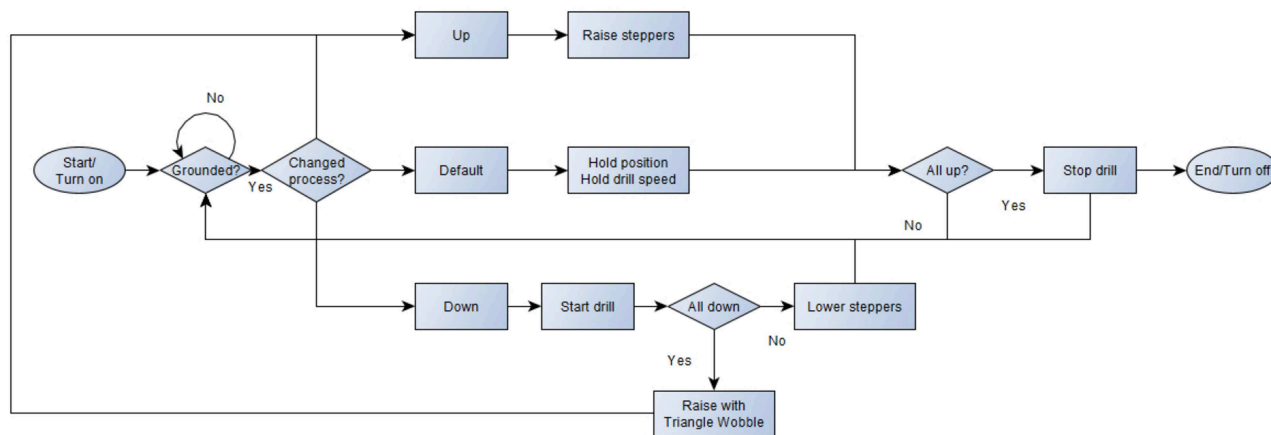 Up
Raise steppers
No
Start/
Turn on
Grounded?
Yes
Changed
process?
Default
Hold position
Hold drill speed
All up?
Yes
Stop drill
End/Turn off
No
Down
Start drill
All down
No
Lower steppers
Yes
Raise with
Triangle Wobble